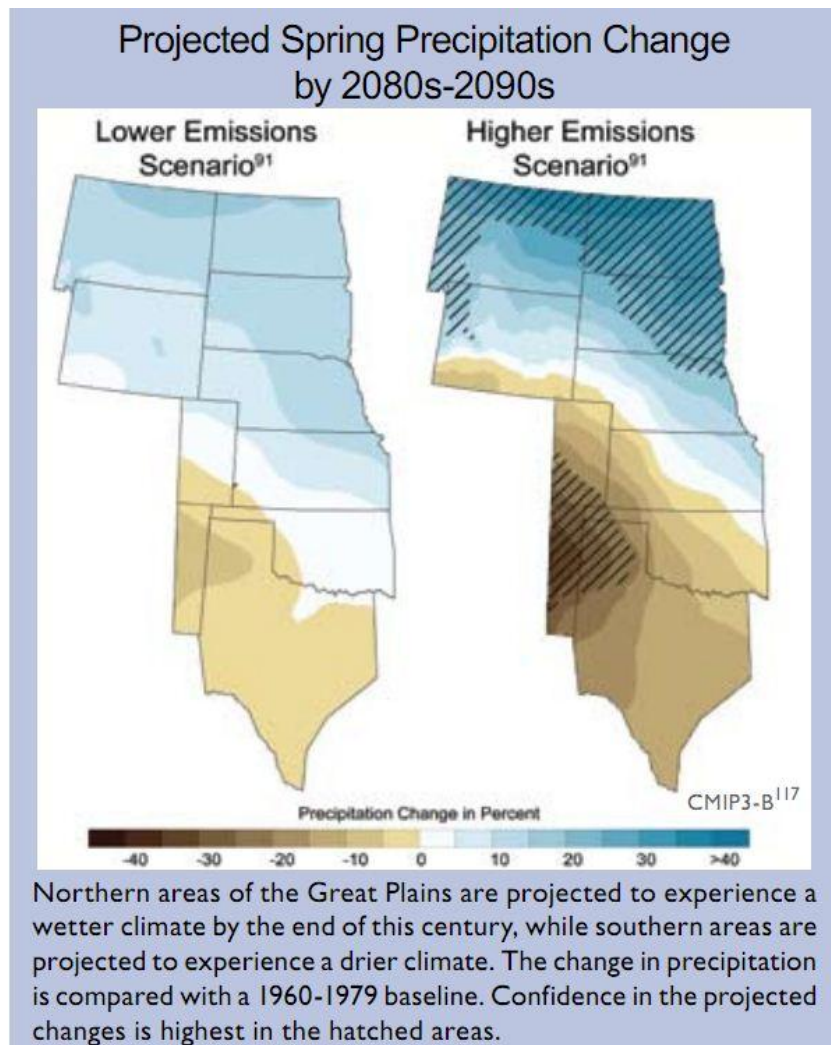 Projected Spring Precipitation Change
by 2080s-2090s
Lower Emissions
Scenario⁹¹
Higher Emissions
Scenario⁹¹
CMIP3-B¹¹⁷
Precipitation Change in Percent
-40 -30 -20 -10 0 10 20 30 >40
Northern areas of the Great Plains are projected to experience a
wetter climate by the end of this century, while southern areas are
projected to experience a drier climate. The change in precipitation
is compared with a 1960-1979 baseline. Confidence in the projected
changes is highest in the hatched areas.